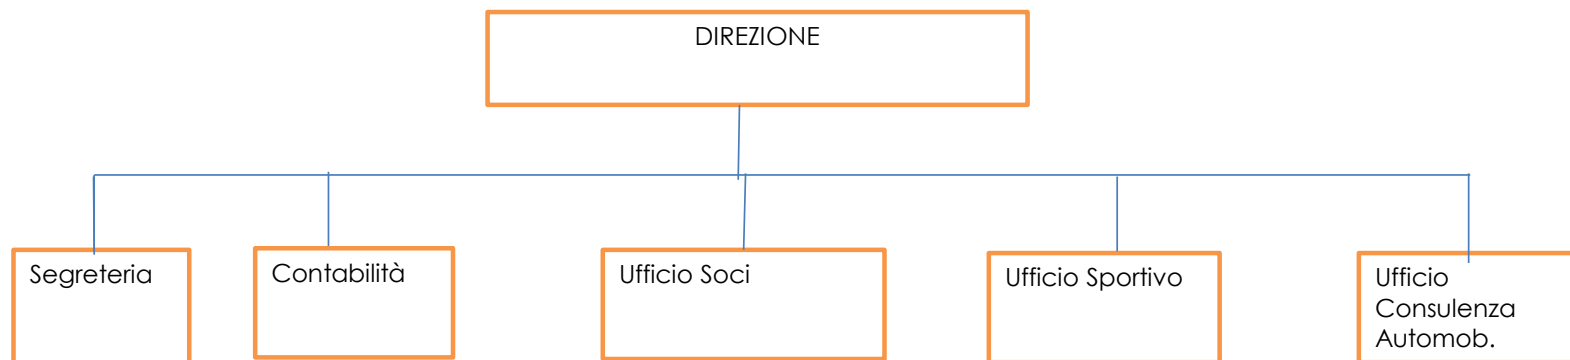 DIREZIONE
Segreteria
Contabilità
Ufficio Soci
Ufficio Sportivo
Ufficio
Consulenza
Automob.